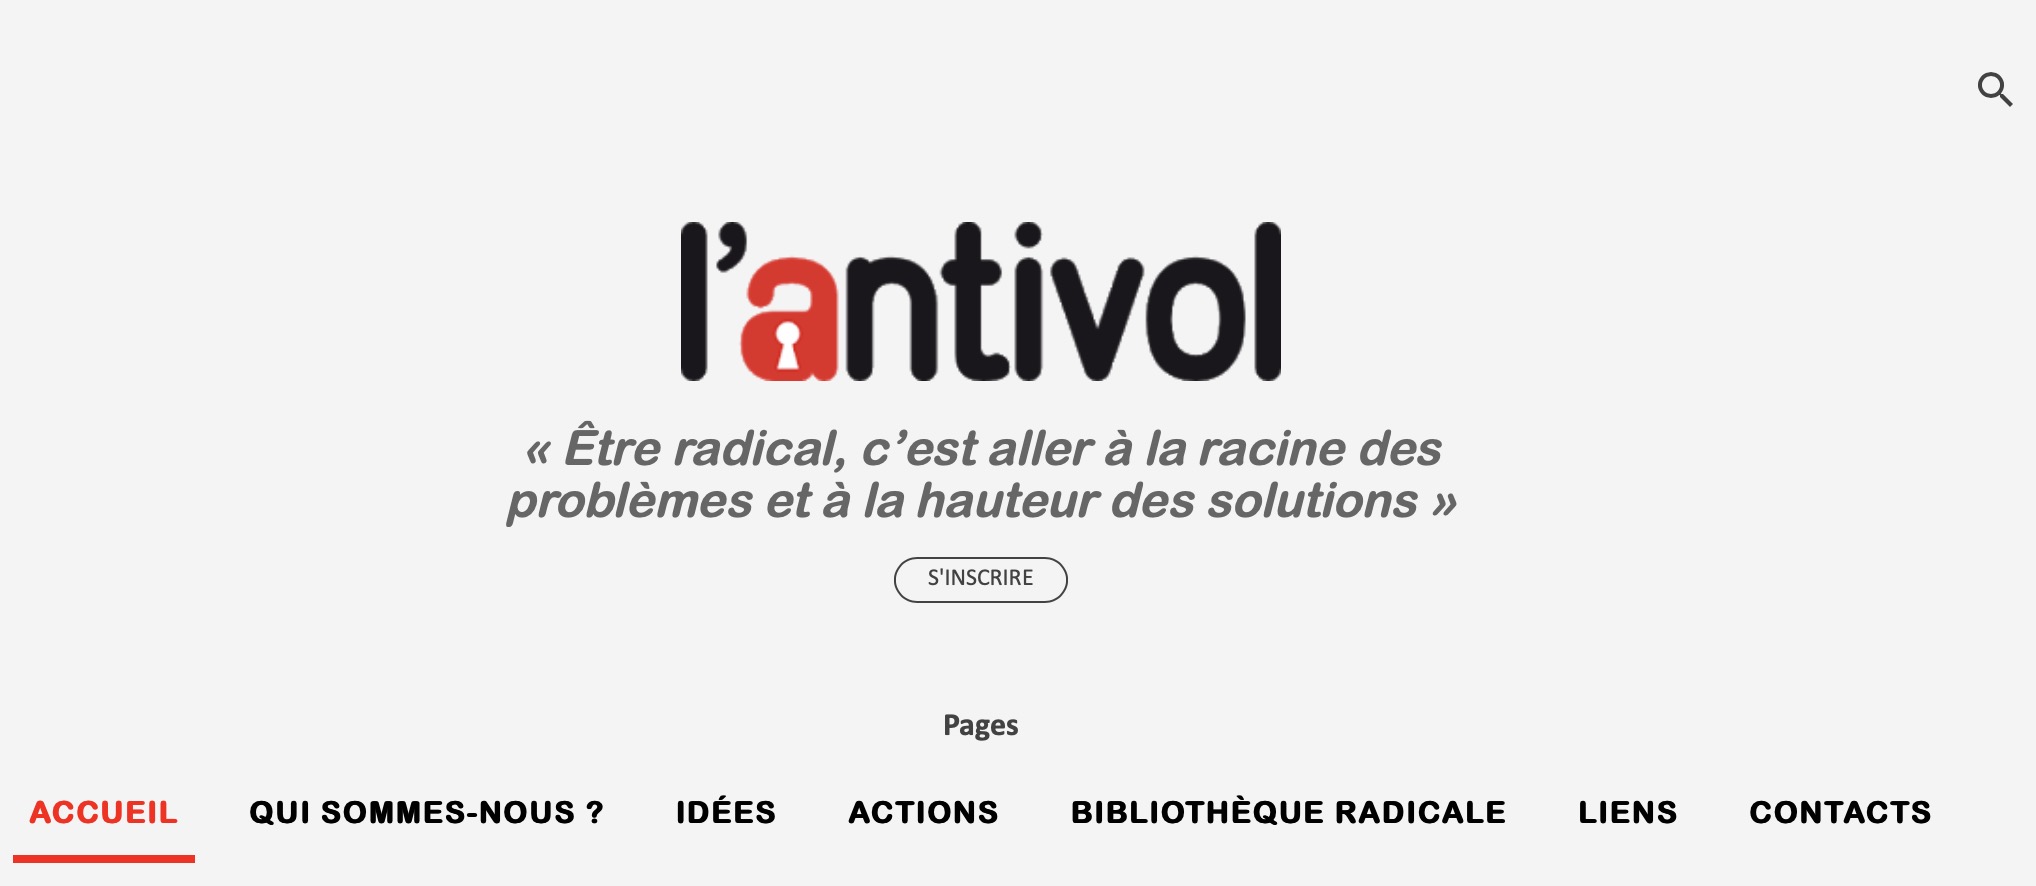 l’antivol
« Être radical, c’est aller à la racine des
problèmes et à la hauteur des solutions »
S'INSCRIRE
Pages
ACCUEIL QUI SOMMES-NOUS ? IDÉES ACTIONS BIBLIOTHÈQUE RADICALE LIENS CONTACTS